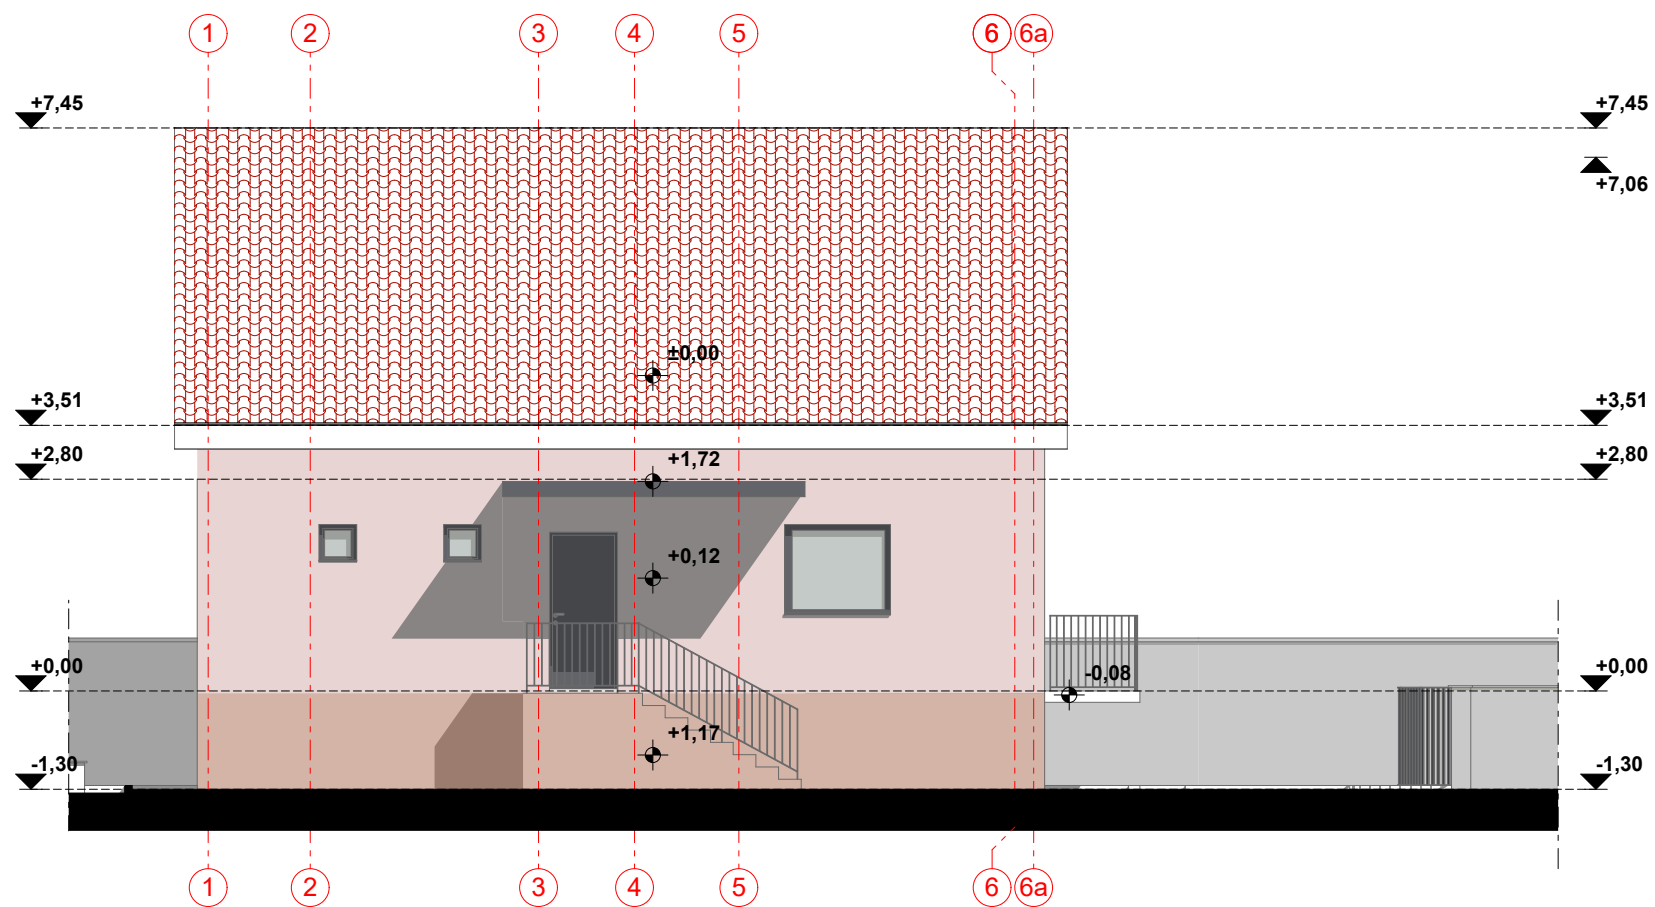 1 2 3 4 5 6 6a
+7,45 +7,45
+7,06
±0,00
+3,51 +3,51
+2,80 +1,72 +2,80
+0,12
+0,00 -0,08 +0,00
+1,17
-1,30 -1,30
1 2 3 4 5 6 6a